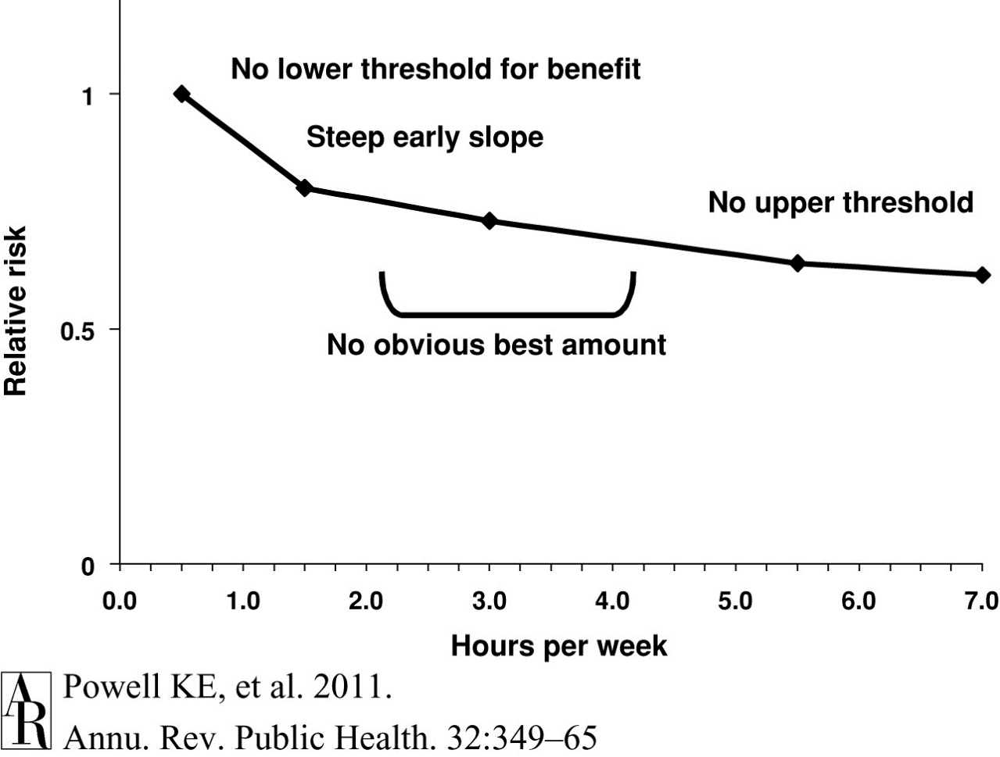 No lower threshold for benefit
1
Steep early slope
No upper threshold
Relative risk
0.5
No obvious best amount
0
0.0 1.0 2.0 3.0 4.0 5.0 6.0 7.0
Hours per week
AR
Powell KE, et al. 2011.
Annu. Rev. Public Health. 32:349–65